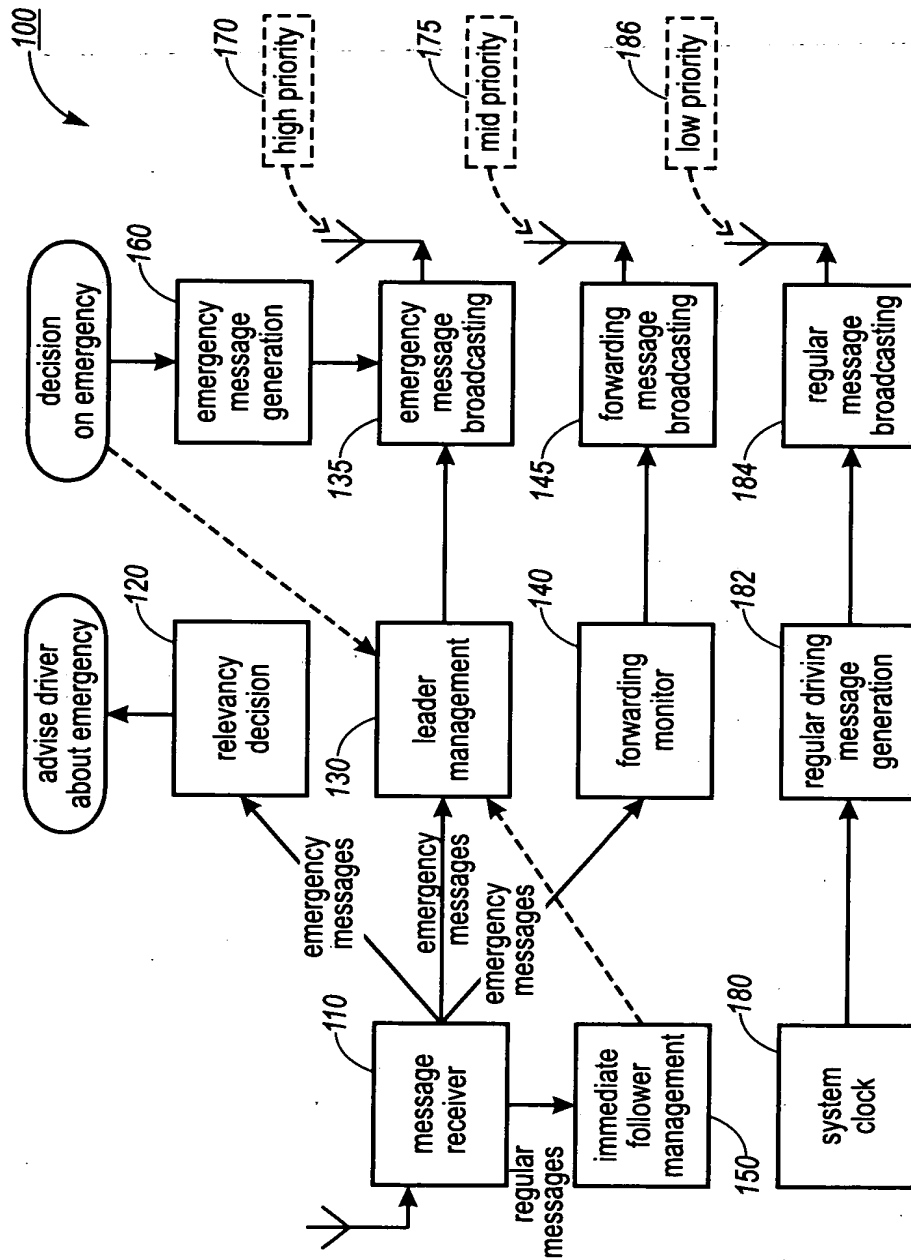 100
advise driver
about emergency
decision
on emergency
120
relevancy
decision
160
emergency
message
generation
170
high priority
emergency
messages
110
message
receiver
emergency
messages
130
leader
management
135
emergency
message
broadcasting
175
mid priority
regular
messages
emergency
messages
140
forwarding
monitor
145
forwarding
message
broadcasting
186
low priority
immediate
follower
management
150
180
system
clock
182
regular driving
message
generation
184
regular
message
broadcasting